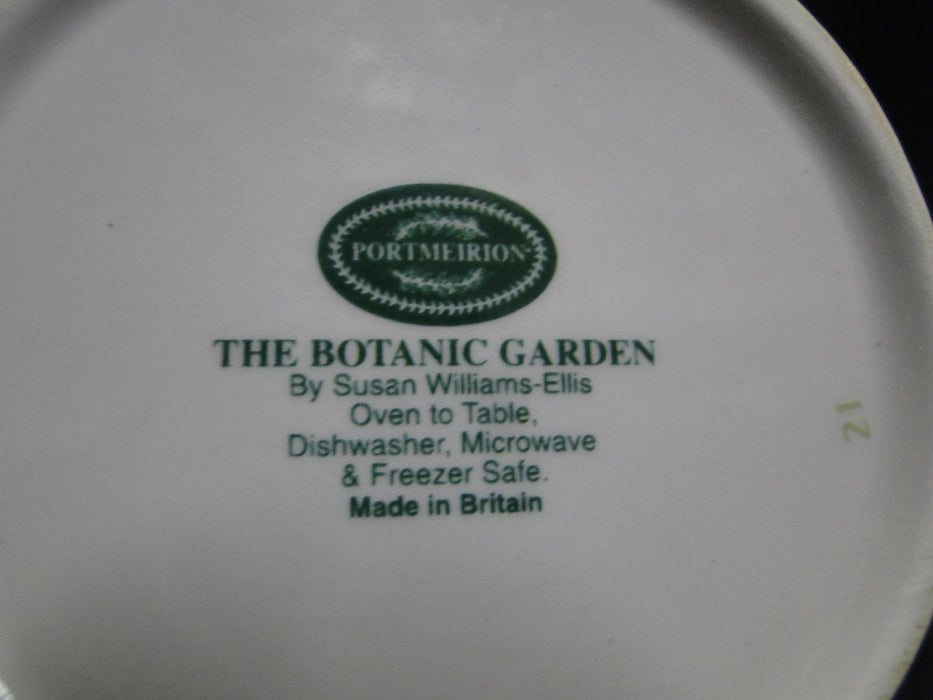 PORTMEIRION
THE BOTANIC GARDEN
By Susan Williams-Ellis
Oven to Table,
Dishwasher, Microwave
& Freezer Safe.
Made in Britain
21